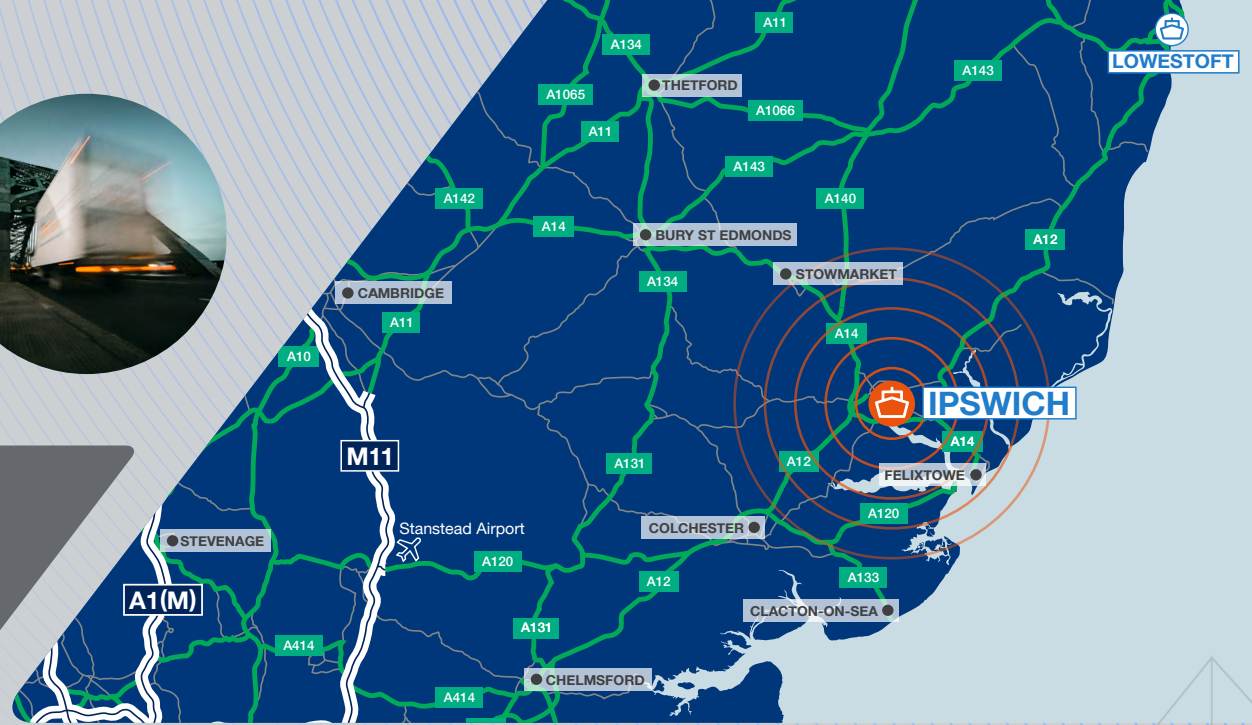 A11
A134
LOWESTOFT
A143
THETFORD
A1065
A1066
A11
A143
A142
A140
A14
BURY ST EDMONDS
A12
STOWMARKET
A134
CAMBRIDGE
A11
A14
A10
IPSWICH
A14
M11
A131
A12
FELIXTOWE
A120
COLCHESTER
Stanstead Airport
STEVENAGE
A120
A12
A133
A1(M)
CLACTON-ON-SEA
A131
A414
CHELMSFORD
A414